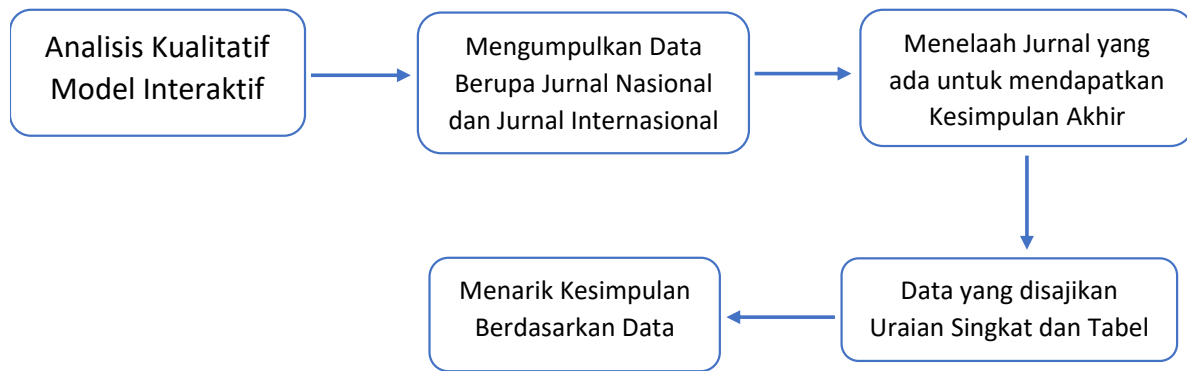 Analisis Kualitatif
Model Interaktif
Mengumpulkan Data
Berupa Jurnal Nasional
dan Jurnal Internasional
Menelaah Jurnal yang
ada untuk mendapatkan
Kesimpulan Akhir
Data yang disajikan
Uraian Singkat dan Tabel
Menarik Kesimpulan
Berdasarkan Data